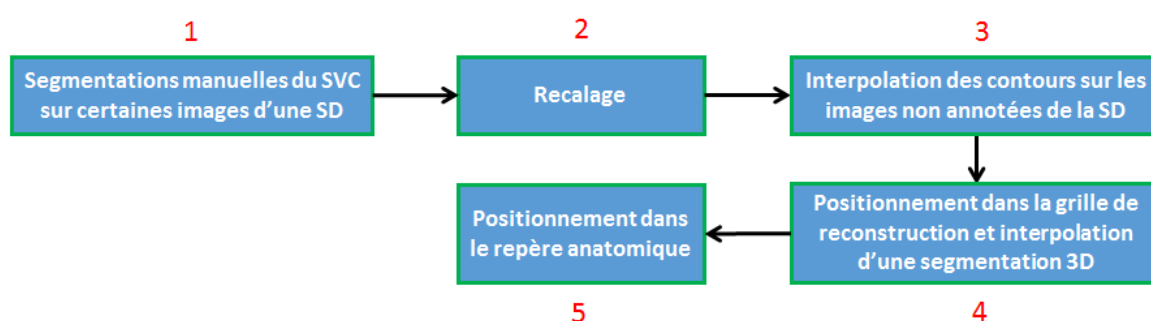 1
Segmentations manuelles du SVC
sur certaines images d'une SD
2
Recalage
3
Interpolation des contours sur les
images non annotées de la SD
Positionnement dans la grille de
reconstruction et interpolation
d'une segmentation 3D
4
Positionnement dans
le repère anatomique
5